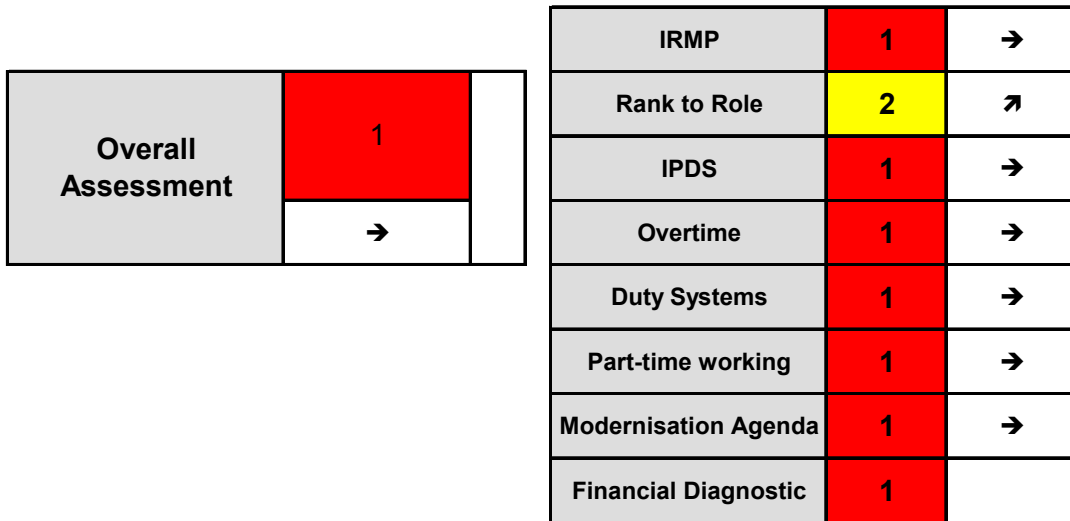 Overall
Assessment
1
➔
IRMP 1 ➔
Rank to Role 2 ➚
IPDS 1 ➔
Overtime 1 ➔
Duty Systems 1 ➔
Part-time working 1 ➔
Modernisation Agenda 1 ➔
Financial Diagnostic 1